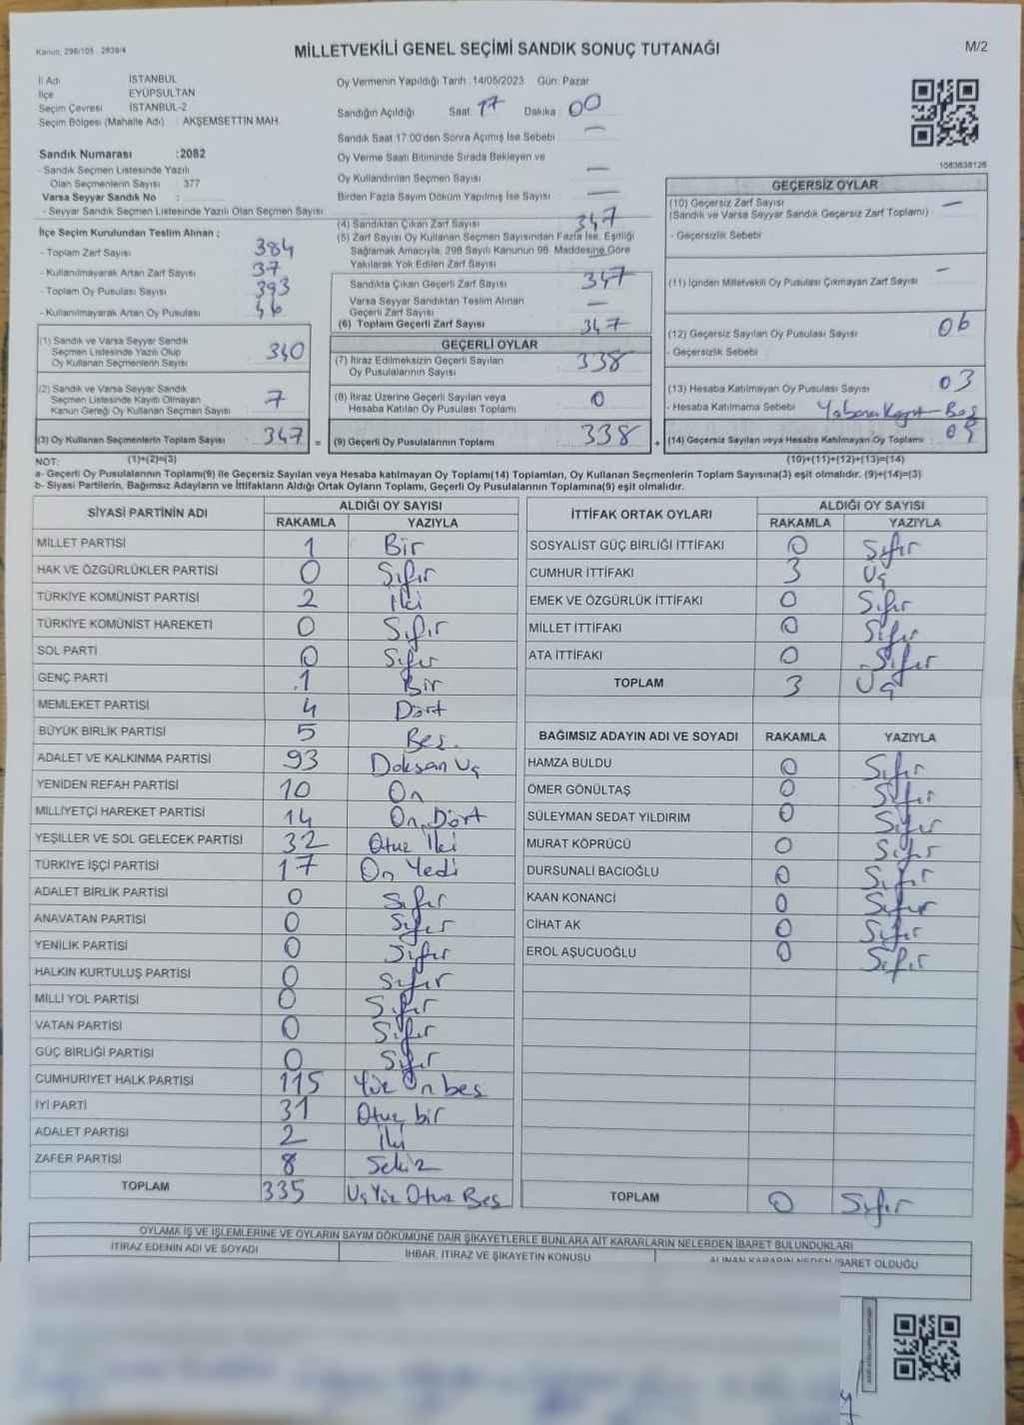 Kanun: 298/105 2839/4
MİLLETVEKİLİ GENEL SEÇİMİ SANDIK SONUÇ TUTANAĞI
M/2
İl Adı İSTANBUL
İlçe EYÜPSULTAN
Seçim Çevresi İSTANBUL-2
Seçim Bölgesi (Mahalle Adı) : AKŞEMSETTİN MAH.
Sandık Numarası :2082
- Sandık Seçmen Listesinde Yazılı
Olan Seçmenlerin Sayısı : 377
Varsa Seyyar Sandık No :
- Seyyar Sandık Seçmen Listesinde Yazılı Olan Seçmen Sayısı :
İlçe Seçim Kurulundan Teslim Alınan ;
- Toplam Zarf Sayısı 384
- Kullanılmayarak Artan Zarf Sayısı 37
- Toplam Oy Pusulası Sayısı 393
- Kullanılmayarak Artan Oy Pusulası 46
(1) Sandık ve Varsa Seyyar Sandık
Seçmen Listesinde Yazılı Olup
Oy Kullanan Seçmenlerin Sayısı 340
(2) Sandık ve Varsa Seyyar Sandık
Seçmen Listesinde Kayıtlı Olmayan
Kanun Gereği Oy Kullanan Seçmen Sayısı 7
(3) Oy Kullanan Seçmenlerin Toplam Sayısı 347 =
Oy Vermenin Yapıldığı Tarih :14/05/2023 Gün: Pazar
Sandığın Açıldığı Saat: 17 Dakika : 00
Sandık Saat 17:00'den Sonra Açılmış İse Sebebi —
Oy Verme Saati Bitiminde Sırada Bekleyen ve
Oy Kullandırılan Seçmen Sayısı —
Birden Fazla Sayım Döküm Yapılmış İse Sayısı —
(4) Sandıktan Çıkan Zarf Sayısı 347
(5) Zarf Sayısı Oy Kullanan Seçmen Sayısından Fazla İse, Eşitliği
Sağlamak Amacıyla, 298 Sayılı Kanunun 98. Maddesine Göre
Yakılarak Yok Edilen Zarf Sayısı —
Sandıkta Çıkan Geçerli Zarf Sayısı 347
Varsa Seyyar Sandıktan Teslim Alınan
Geçerli Zarf Sayısı —
(6) Toplam Geçerli Zarf Sayısı 347
GEÇERLİ OYLAR
(7) İtiraz Edilmeksizin Geçerli Sayılan
Oy Pusulalarının Sayısı 338
(8) İtiraz Üzerine Geçerli Sayılan veya
Hesaba Katılan Oy Pusulası Toplamı 0
(9) Geçerli Oy Pusulalarının Toplamı 338 +
1083838126
GEÇERSİZ OYLAR
(10) Geçersiz Zarf Sayısı —
(Sandık ve Varsa Seyyar Sandık Geçersiz Zarf Toplamı)
- Geçersizlik Sebebi
(11) İçinden Milletvekili Oy Pusulası Çıkmayan Zarf Sayısı —
(12) Geçersiz Sayılan Oy Pusulası Sayısı 06
- Geçersizlik Sebebi
(13) Hesaba Katılmayan Oy Pusulası Sayısı 03
- Hesaba Katılmama Sebebi Boş
(14) Geçersiz Sayılan veya Hesaba Katılmayan Oy Toplamı 09
NOT: (1)+(2)=(3) (10)+(11)+(12)+(13)=(14)
a- Geçerli Oy Pusulalarının Toplamı(9) ile Geçersiz Sayılan veya Hesaba katılmayan Oy Toplamı(14) Toplamları, Oy Kullanan Seçmenlerin Toplam Sayısına(3) eşit olmalıdır. (9)+(14)=(3)
b- Siyasi Partilerin, Bağımsız Adayların ve İttifakların Aldığı Ortak Oyların Toplamı, Geçerli Oy Pusulalarının Toplamına(9) eşit olmalıdır.
SİYASİ PARTİNİN ADI ALDIĞI OY SAYISI
RAKAMLA YAZIYLA
MİLLET PARTİSİ 1 Bir
HAK VE ÖZGÜRLÜKLER PARTİSİ 0 Sıfır
TÜRKİYE KOMÜNİST PARTİSİ 2 İki
TÜRKİYE KOMÜNİST HAREKETİ 0 Sıfır
SOL PARTİ 0 Sıfır
GENÇ PARTİ 1 Bir
MEMLEKET PARTİSİ 4 Dört
BÜYÜK BİRLİK PARTİSİ 5 Beş.
ADALET VE KALKINMA PARTİSİ 93 Doksan Üç
YENİDEN REFAH PARTİSİ 10 On
MİLLİYETÇİ HAREKET PARTİSİ 14 On Dört
YEŞİLLER VE SOL GELECEK PARTİSİ 32 Otuz İki
TÜRKİYE İŞÇİ PARTİSİ 17 On Yedi
ADALET BİRLİK PARTİSİ 0 Sıfır
ANAVATAN PARTİSİ 0 Sıfır
YENİLİK PARTİSİ 0 Sıfır
HALKIN KURTULUŞ PARTİSİ 0 Sıfır
MİLLİ YOL PARTİSİ 0 Sıfır
VATAN PARTİSİ 0 Sıfır
GÜÇ BİRLİĞİ PARTİSİ 0 Sıfır
CUMHURİYET HALK PARTİSİ 115 Yüz On beş
İYİ PARTİ 31 Otuz bir
ADALET PARTİSİ 2 İki
ZAFER PARTİSİ 8 Sekiz
TOPLAM 335 Üç Yüz Otuz Beş
İTTİFAK ORTAK OYLARI ALDIĞI OY SAYISI
RAKAMLA YAZIYLA
SOSYALİST GÜÇ BİRLİĞİ İTTİFAKI 0 Sıfır
CUMHUR İTTİFAKI 3 Üç
EMEK VE ÖZGÜRLÜK İTTİFAKI 0 Sıfır
MİLLET İTTİFAKI 0 Sıfır
ATA İTTİFAKI 0 Sıfır
TOPLAM 3 Üç
BAĞIMSIZ ADAYIN ADI VE SOYADI RAKAMLA YAZIYLA
HAMZA BULDU 0 Sıfır
ÖMER GÖNÜLTAŞ 0 Sıfır
SÜLEYMAN SEDAT YILDIRIM 0 Sıfır
MURAT KÖPRÜCÜ 0 Sıfır
DURSUNALİ BACIOĞLU 0 Sıfır
KAAN KONANCİ 0 Sıfır
CİHAT AK 0 Sıfır
EROL AŞUCUOĞLU 0 Sıfır
TOPLAM 0 Sıfır
OYLAMA İŞ VE İŞLEMLERİNE VE OYLARIN SAYIM DÖKÜMÜNE DAİR ŞİKAYETLERLE BUNLARA AİT KARARLARIN NELERDEN İBARET BULUNDUKLARI
İTİRAZ EDENİN ADI VE SOYADI İHBAR, İTİRAZ VE ŞİKAYETİN KONUSU ALINAN KARARIN NEDEN İBARET OLDUĞU